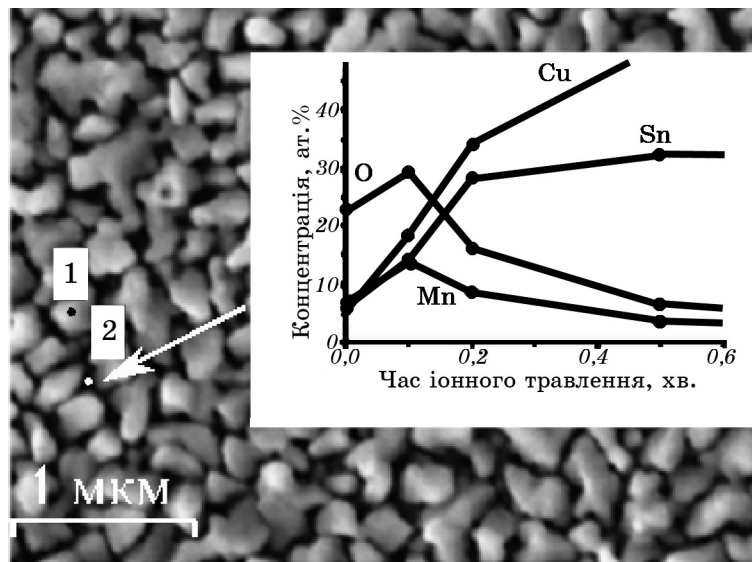 Концентрація, ат.%
40
30
20
10
0
Cu
Sn
O
Mn
0,0
0,2
0,4
0,6
Час іонного травлення, хв.
1
2
1 мкм